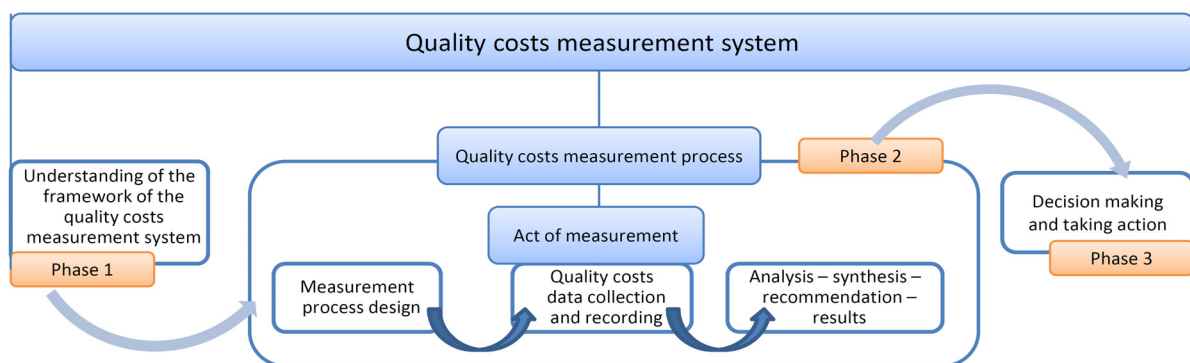 Quality costs measurement system
Quality costs measurement process
Phase 2
Understanding of the
framework of the
quality costs
measurement system
Phase 1
Decision making
and taking action
Phase 3
Act of measurement
Measurement
process design
Quality costs
data collection
and recording
Analysis – synthesis –
recommendation –
results